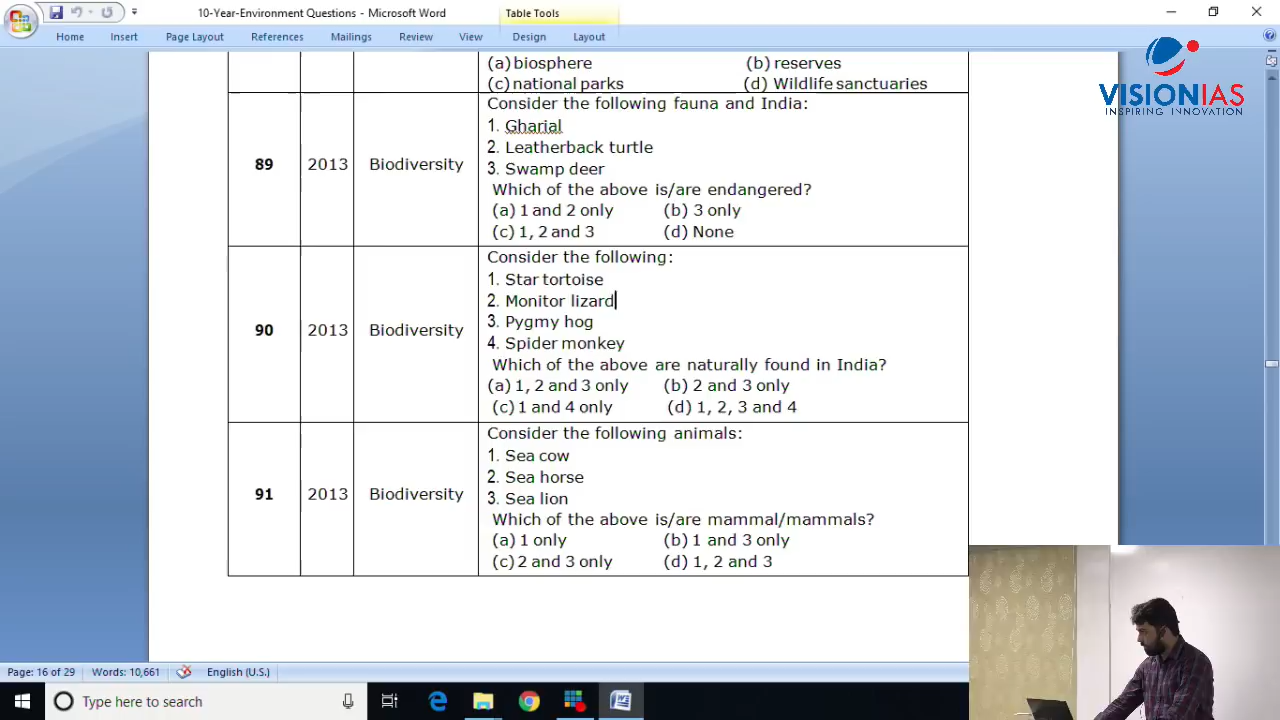 10-Year-Environment Questions - Microsoft Word
Table Tools
Home Insert Page Layout References Mailings Review View Design Layout
VISIONIAS
INSPIRING INNOVATION
(a) biosphere (b) reserves
(c) national parks (d) Wildlife sanctuaries
89 2013 Biodiversity
Consider the following fauna and India:
1. Gharial
2. Leatherback turtle
3. Swamp deer
Which of the above is/are endangered?
(a) 1 and 2 only (b) 3 only
(c) 1, 2 and 3 (d) None
90 2013 Biodiversity
Consider the following:
1. Star tortoise
2. Monitor lizard
3. Pygmy hog
4. Spider monkey
Which of the above are naturally found in India?
(a) 1, 2 and 3 only (b) 2 and 3 only
(c) 1 and 4 only (d) 1, 2, 3 and 4
91 2013 Biodiversity
Consider the following animals:
1. Sea cow
2. Sea horse
3. Sea lion
Which of the above is/are mammal/mammals?
(a) 1 only (b) 1 and 3 only
(c) 2 and 3 only (d) 1, 2 and 3
Page: 16 of 29 Words: 10,661 English (U.S.)
Type here to search